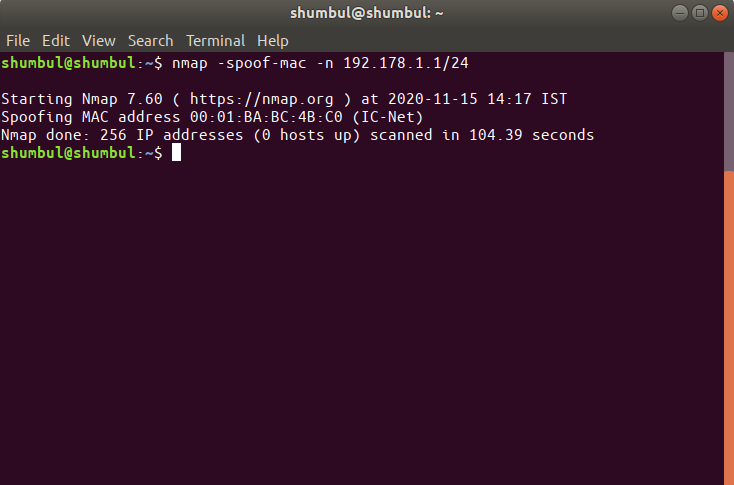 shumbul@shumbul: ~
File Edit View Search Terminal Help
shumbul@shumbul:~$ nmap -spoof-mac -n 192.178.1.1/24
Starting Nmap 7.60 ( https://nmap.org ) at 2020-11-15 14:17 IST
Spoofing MAC address 00:01:BA:BC:4B:C0 (IC-Net)
Nmap done: 256 IP addresses (0 hosts up) scanned in 104.39 seconds
shumbul@shumbul:~$